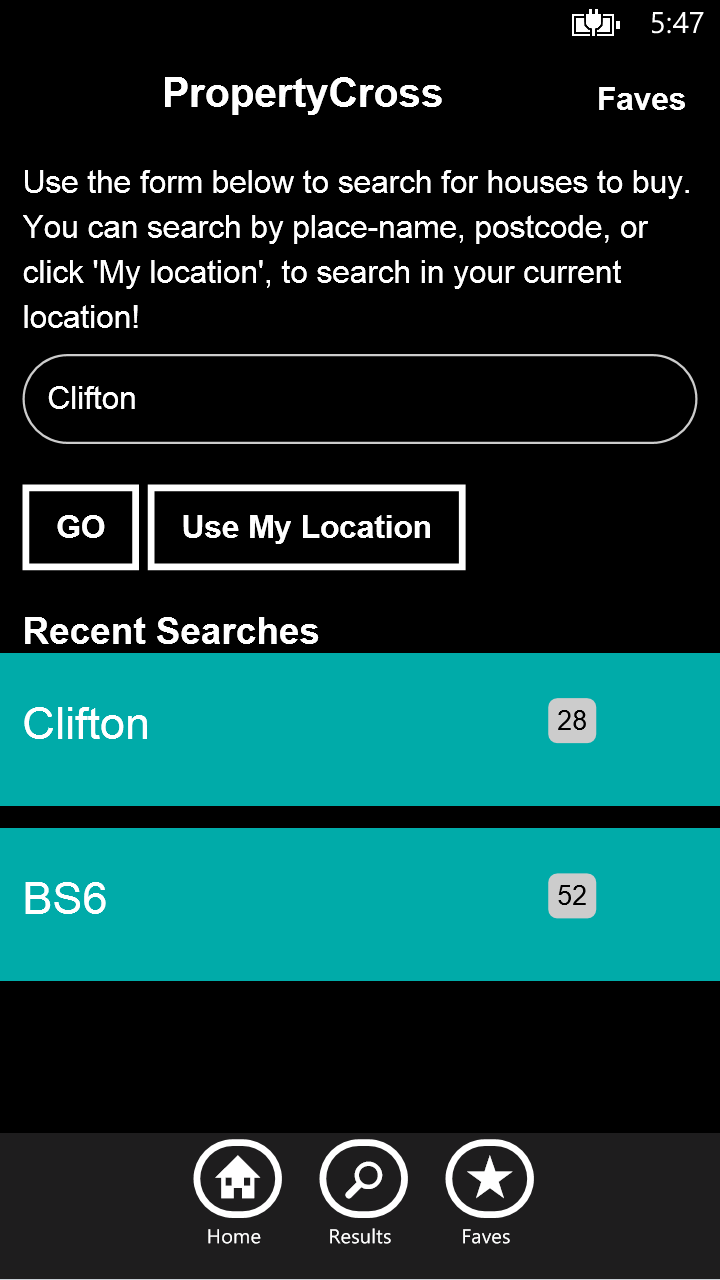 5:47
PropertyCross
Faves
Use the form below to search for houses to buy.
You can search by place-name, postcode, or
click 'My location', to search in your current
location!
Clifton
GO
Use My Location
Recent Searches
Clifton
28
BS6
52
Home
Results
Faves